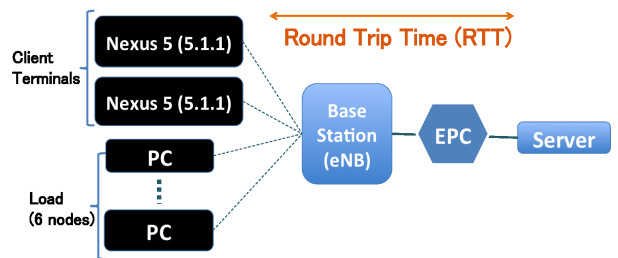 Round Trip Time (RTT)
Client
Terminals
Nexus 5 (5.1.1)
Nexus 5 (5.1.1)
Load
(6 nodes)
PC
PC
Base
Station
(eNB)
EPC
Server